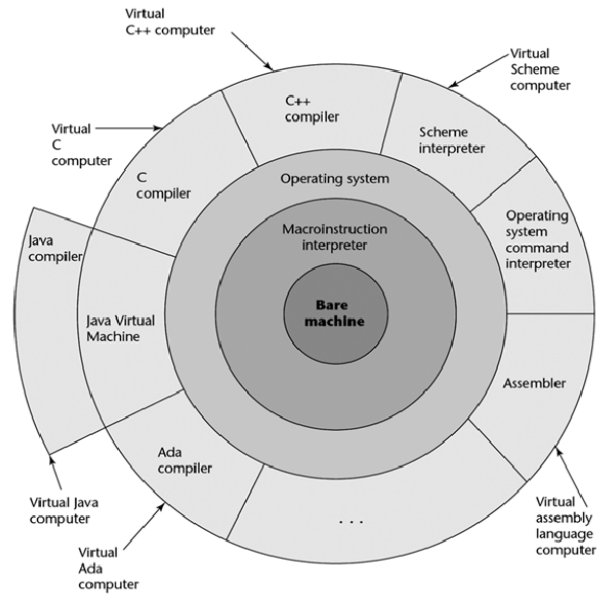 Virtual
C++ computer
Virtual
Scheme
computer
C++
compiler
Virtual
C
computer
Scheme
interpreter
C
compiler
Operating system
Operating
system
command
interpreter
Macroinstruction
interpreter
Java
compiler
Bare
machine
Java Virtual
Machine
Assembler
Ada
compiler
Virtual Java
computer
Virtual
assembly
language
computer
...
Virtual
Ada
computer